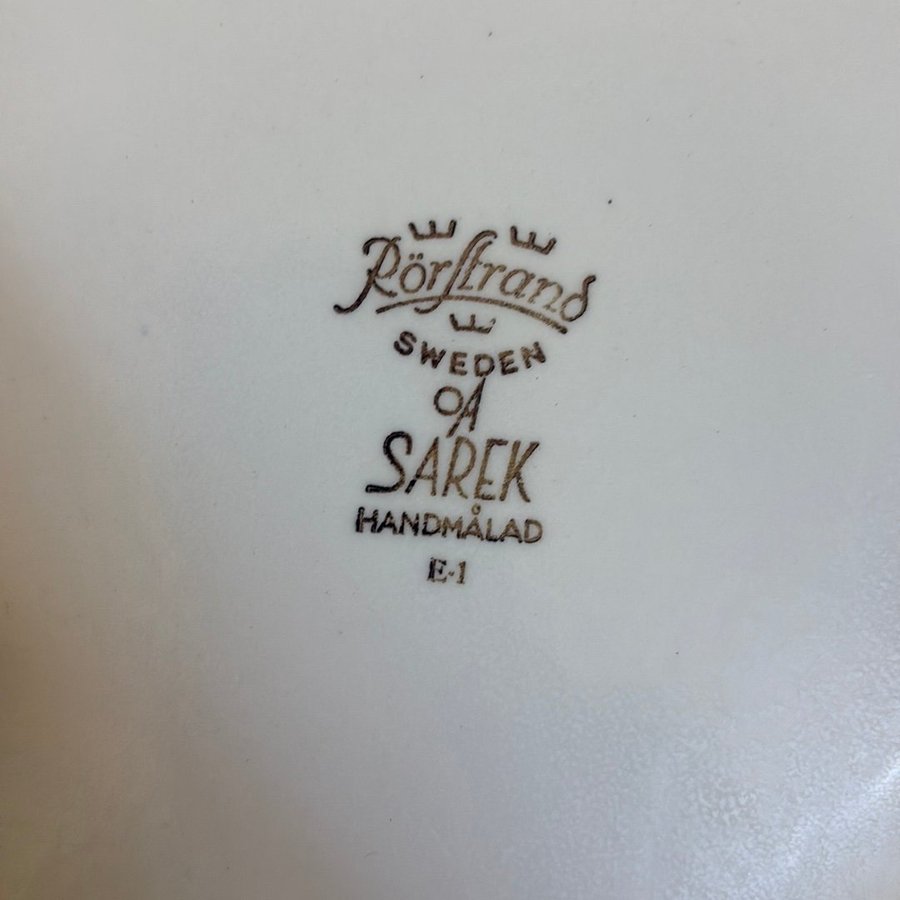 Rörstrand
SWEDEN
OA
SAREK
HANDMÅLAD
E-1